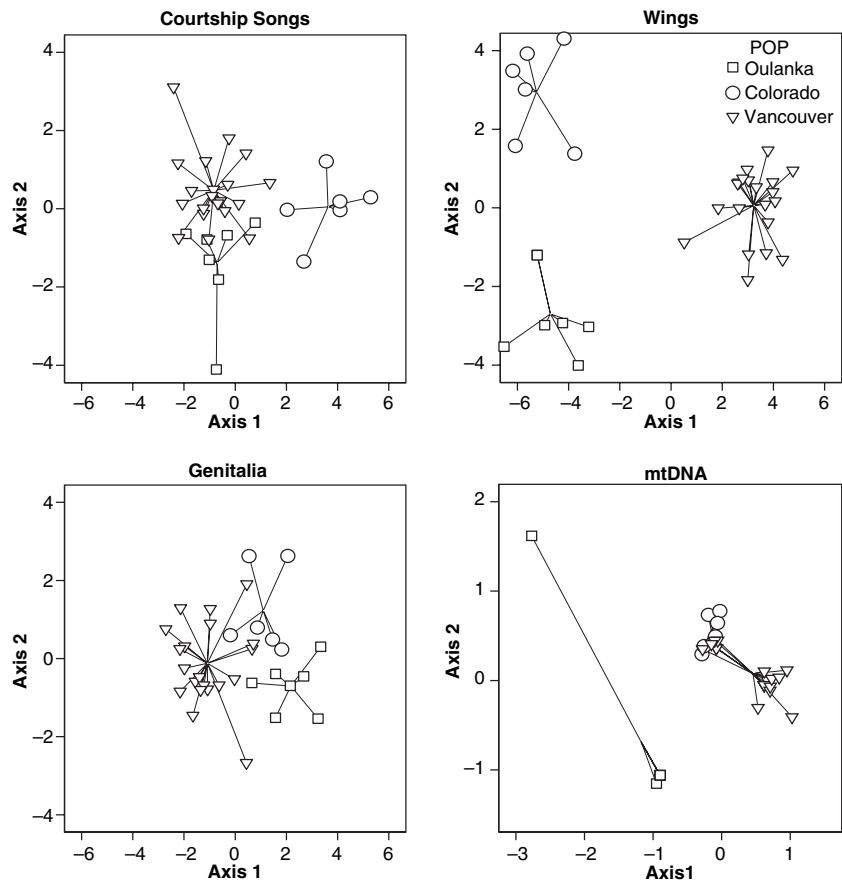 Courtship Songs
4
2
0
−2
−4
Axis 2
−6 −4 −2 0 2 4 6
Axis 1
Wings
POP
Oulanka
Colorado
Vancouver
4
2
0
−2
−4
Axis 2
−6 −4 −2 0 2 4 6
Axis 1
Genitalia
4
2
0
−2
−4
Axis 2
−6 −4 −2 0 2 4 6
Axis 1
mtDNA
2
1
0
−1
Axis 2
−3 −2 −1 0 1
Axis1